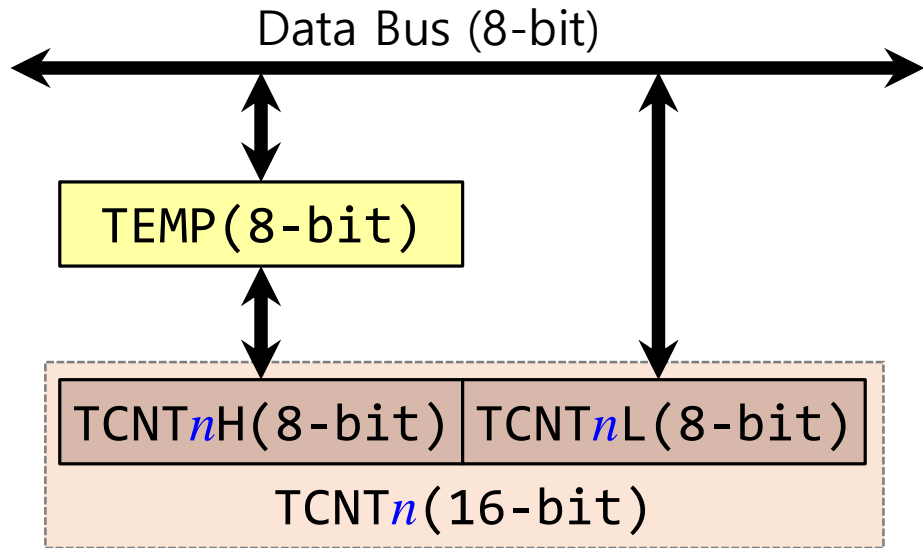 Data Bus (8-bit)
TEMP(8-bit)
TCNTnH(8-bit) TCNTnL(8-bit)
TCNTn(16-bit)